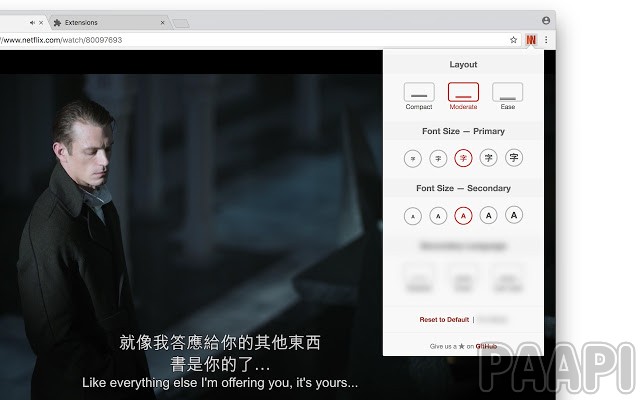 Extensions
//www.netflix.com/watch/80097693
Layout
Compact
Moderate
Ease
Font Size — Primary
字 字 字 字 字
Font Size — Secondary
A A A A A
Reset to Default |
Give us a ★ on GitHub
就像我答應給你的其他東西
書是你的了…
Like everything else I'm offering you, it's yours...
PAAPI